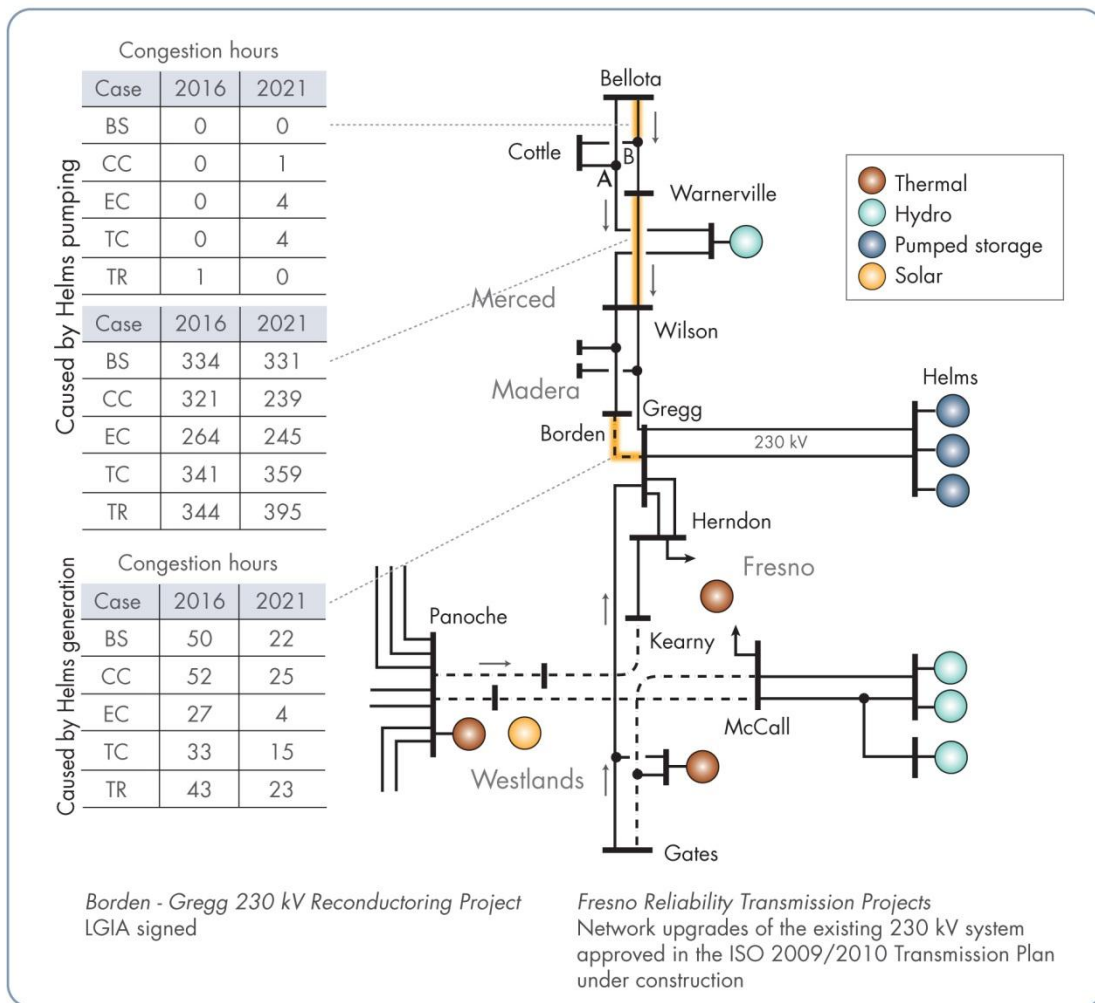 Congestion hours
Caused by Helms pumping
Case 2016 2021
BS 0 0
CC 0 1
EC 0 4
TC 0 4
TR 1 0
Case 2016 2021
BS 334 331
CC 321 239
EC 264 245
TC 341 359
TR 344 395
Congestion hours
Caused by Helms generation
Case 2016 2021
BS 50 22
CC 52 25
EC 27 4
TC 33 15
TR 43 23
Bellota
Cottle
B
A
Warnerville
Merced
Wilson
Madera
Gregg
Borden
230 kV
Helms
Herndon
Fresno
Panoche
Kearny
McCall
Westlands
Gates
Thermal
Hydro
Pumped storage
Solar
Borden - Gregg 230 kV Reconductoring Project
LGIA signed
Fresno Reliability Transmission Projects
Network upgrades of the existing 230 kV system
approved in the ISO 2009/2010 Transmission Plan
under construction